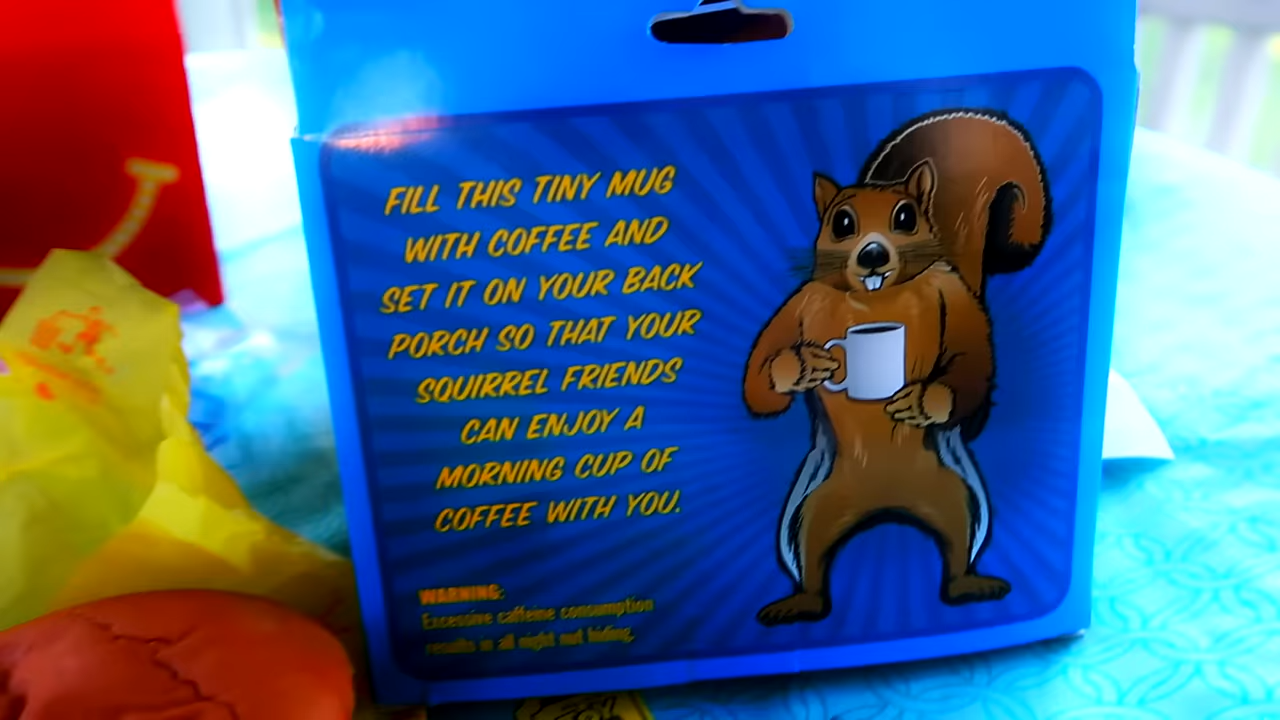 FILL THIS TINY MUG
WITH COFFEE AND
SET IT ON YOUR BACK
PORCH SO THAT YOUR
SQUIRREL FRIENDS
CAN ENJOY A
MORNING CUP OF
COFFEE WITH YOU.
WARNING:
Excessive caffeine consumption
results in all night nut hiding.